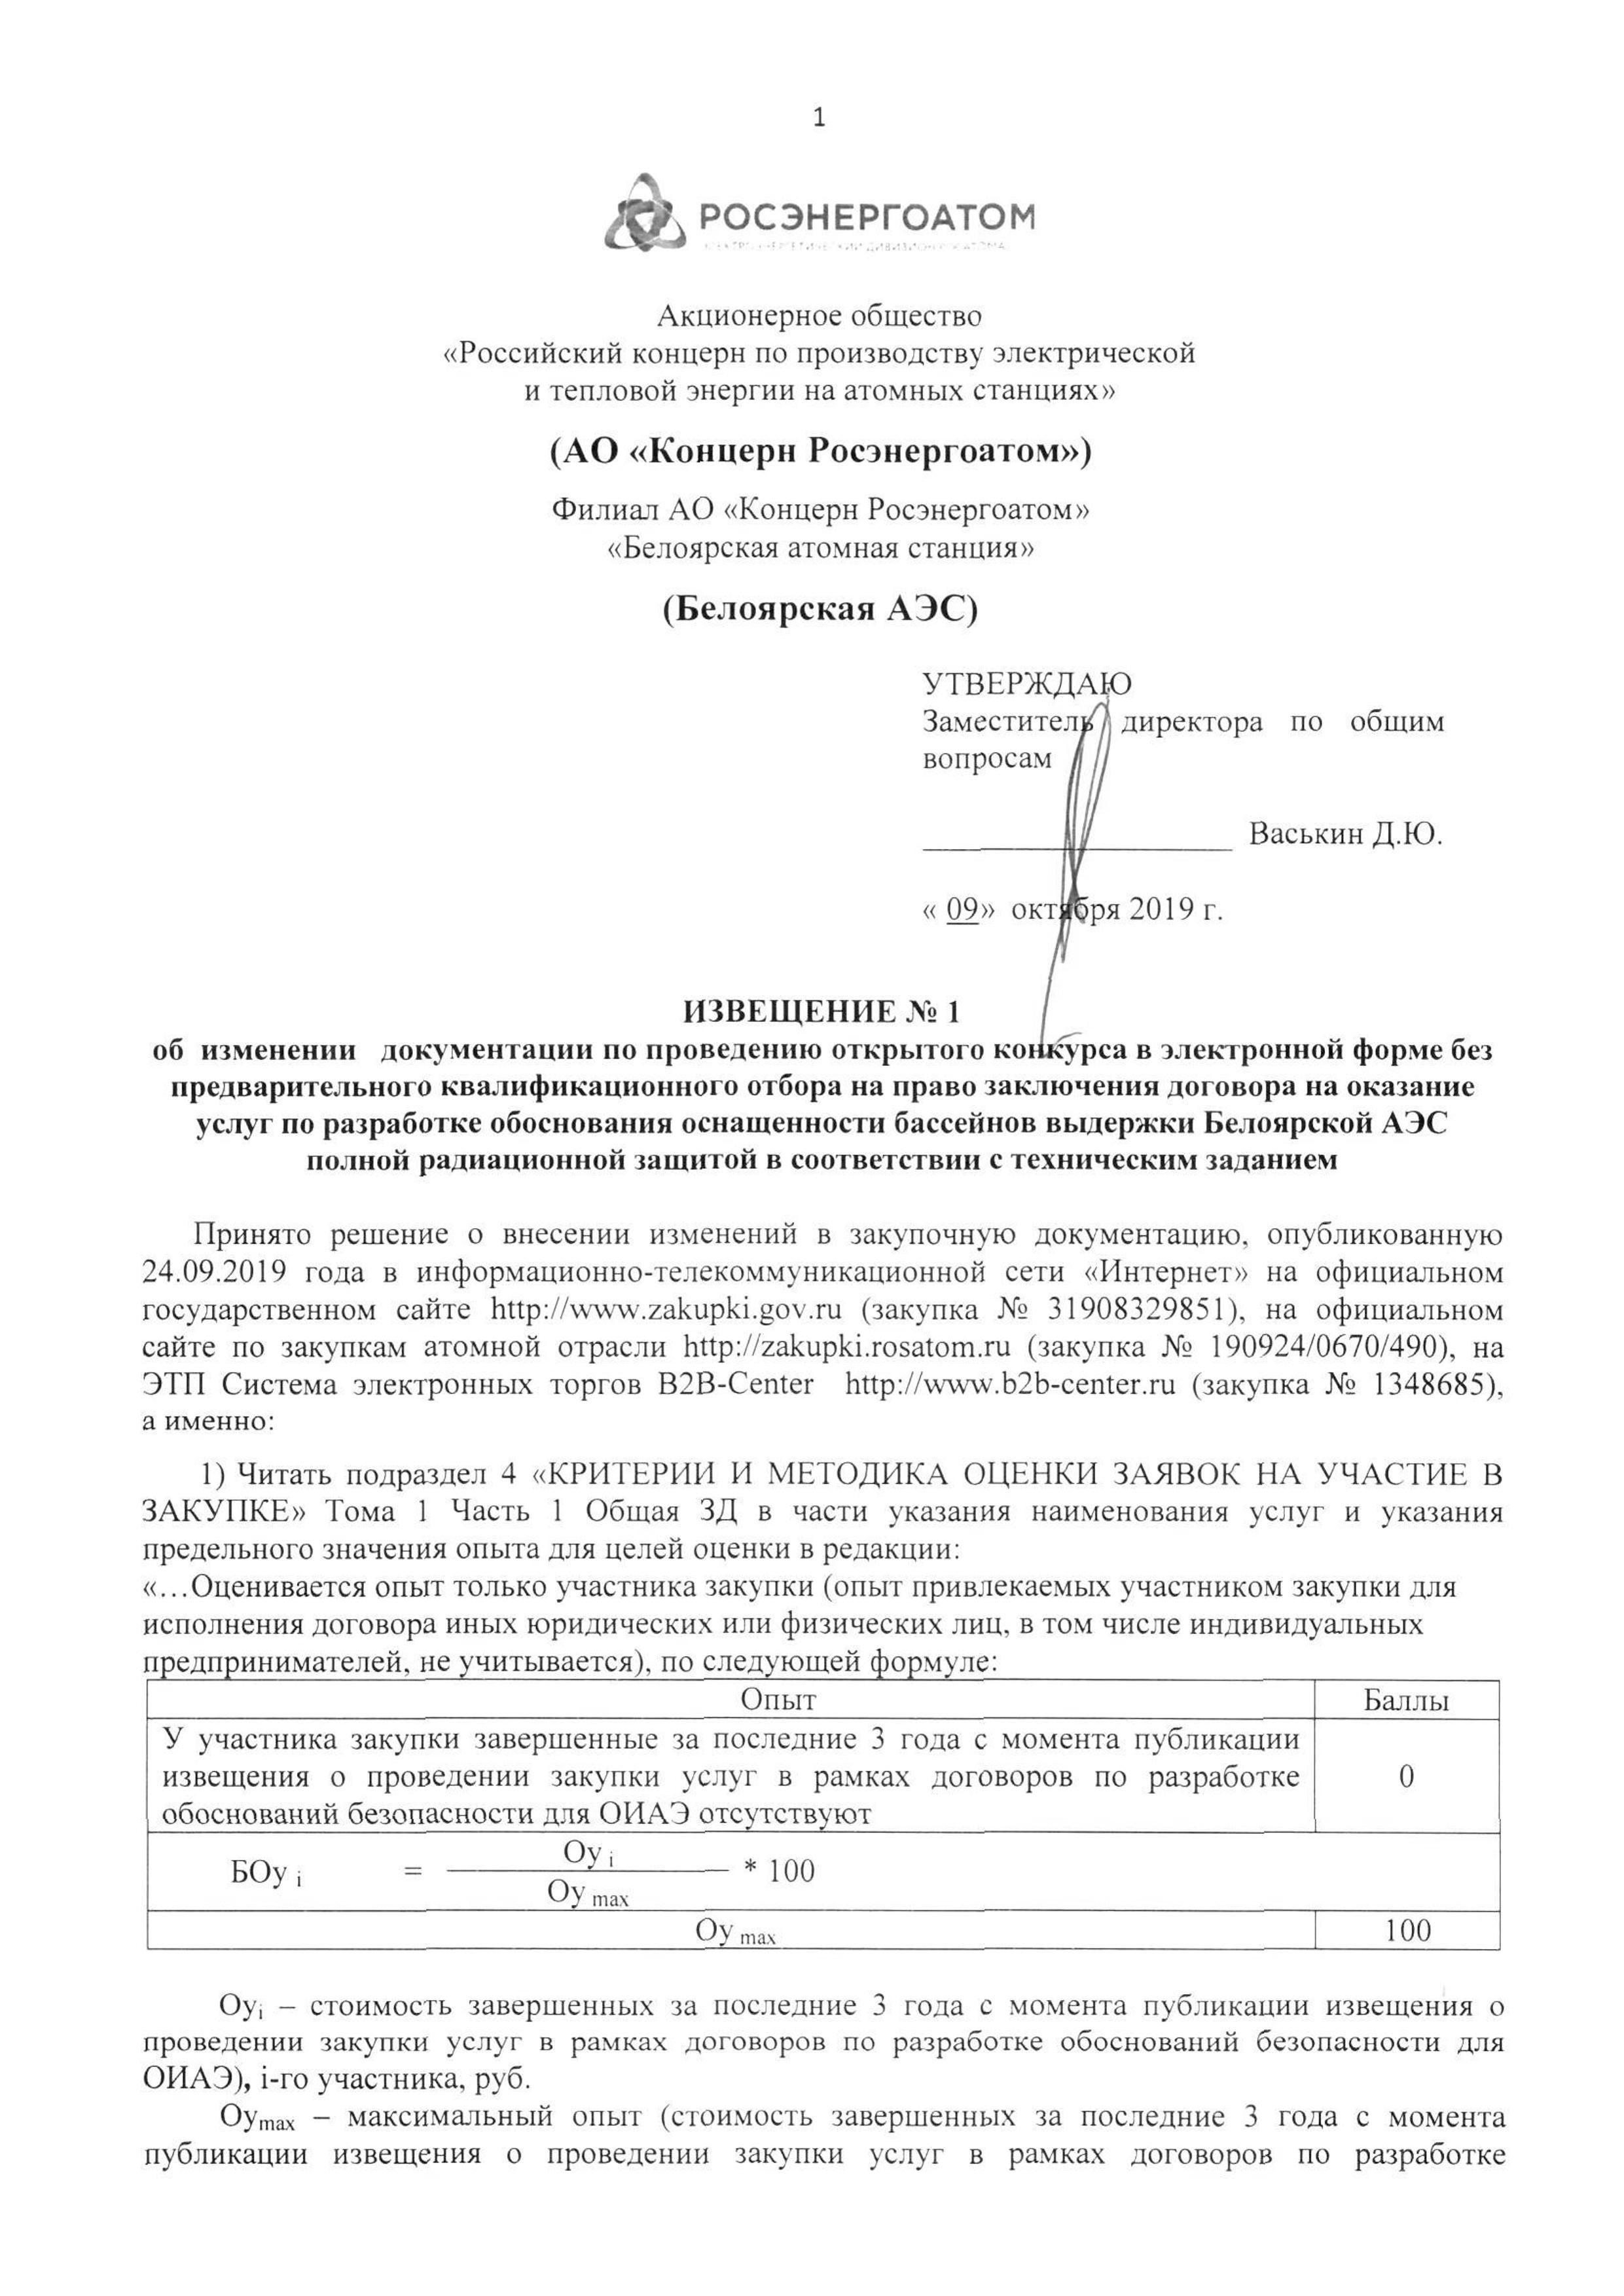 1
РОСЭНЕРГОАТОМ
Акционерное общество
«Российский концерн по производству электрической
и тепловой энергии на атомных станциях»
(АО «Концерн Росэнергоатом»)
Филиал АО «Концерн Росэнергоатом»
«Белоярская атомная станция»
(Белоярская АЭС)
УТВЕРЖДАЮ
Заместитель директора по общим
вопросам
Васькин Д.Ю.
« 09» октября 2019 г.
ИЗВЕЩЕНИЕ № 1
об изменении документации по проведению открытого конкурса в электронной форме без
предварительного квалификационного отбора на право заключения договора на оказание
услуг по разработке обоснования оснащенности бассейнов выдержки Белоярской АЭС
полной радиационной защитой в соответствии с техническим заданием
Принято решение о внесении изменений в закупочную документацию, опубликованную
24.09.2019 года в информационно-телекоммуникационной сети «Интернет» на официальном
государственном сайте http://www.zakupki.gov.ru (закупка № 31908329851), на официальном
сайте по закупкам атомной отрасли http://zakupki.rosatom.ru (закупка № 190924/0670/490), на
ЭТП Система электронных торгов B2B-Center http://www.b2b-center.ru (закупка № 1348685),
а именно:
1) Читать подраздел 4 «КРИТЕРИИ И МЕТОДИКА ОЦЕНКИ ЗАЯВОК НА УЧАСТИЕ В
ЗАКУПКЕ» Тома 1 Часть 1 Общая ЗД в части указания наименования услуг и указания
предельного значения опыта для целей оценки в редакции:
«…Оценивается опыт только участника закупки (опыт привлекаемых участником закупки для
исполнения договора иных юридических или физических лиц, в том числе индивидуальных
предпринимателей, не учитывается), по следующей формуле:
Опыт Баллы
У участника закупки завершенные за последние 3 года с момента публикации
извещения о проведении закупки услуг в рамках договоров по разработке 0
обоснований безопасности для ОИАЭ отсутствуют
Оу i
БОу i = * 100
Оу max
Оу max 100
Оуi – стоимость завершенных за последние 3 года с момента публикации извещения о
проведении закупки услуг в рамках договоров по разработке обоснований безопасности для
ОИАЭ), i-го участника, руб.
Оуmax – максимальный опыт (стоимость завершенных за последние 3 года с момента
публикации извещения о проведении закупки услуг в рамках договоров по разработке